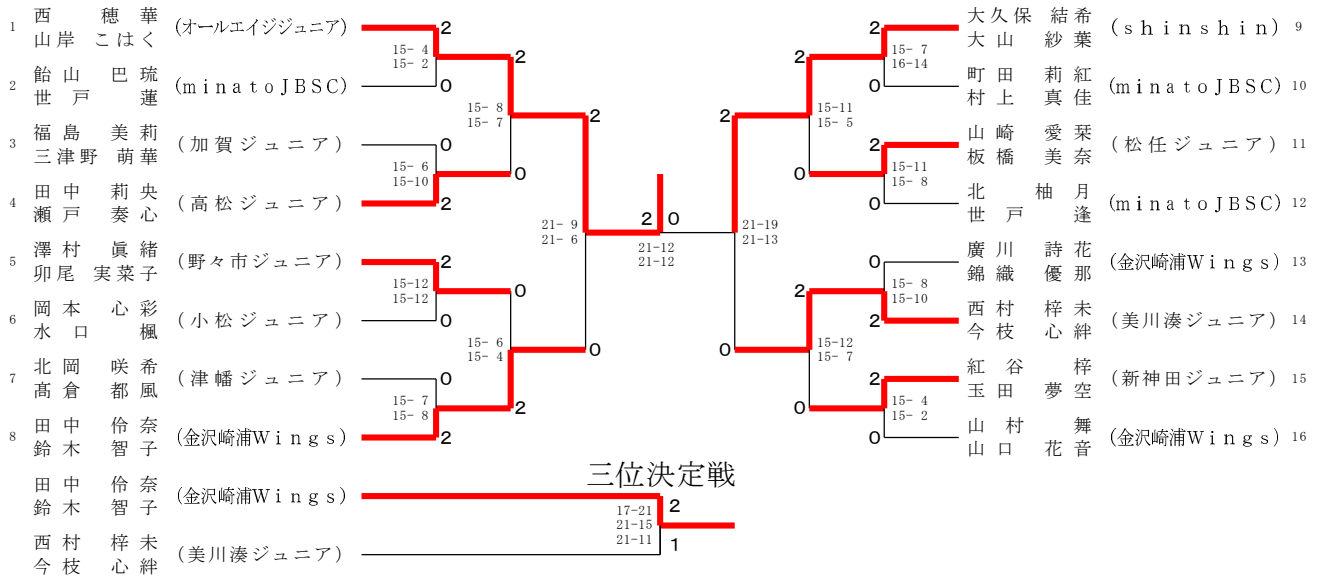 1 西 穂華 (オールエイジジュニア)
山岸 こはく
2 飴山 巴琉 (minatoJBSC)
世戸 蓮
3 福島 美莉 (加賀ジュニア)
三津野 萌華
4 田中 莉央 (高松ジュニア)
瀬戸 奏心
5 澤村 眞緒 (野々市ジュニア)
卯尾 実菜子
6 岡本 心彩 (小松ジュニア)
水口 楓
7 北岡 咲希 (津幡ジュニア)
髙倉 都風
8 田中 伶奈 (金沢崎浦Wings)
鈴木 智子
2
15- 4
15- 2
0
0
15- 6
15-10
2
2
15-12
15-12
0
0
15- 7
15- 8
2
2
15- 8
15- 7
0
0
15- 6
15- 4
2
2
21- 9
21- 6
0
2 0
21-12
21-12
2
21-19
21-13
0
2
15-11
15- 5
0
2
15-12
15- 7
0
2
15- 7
16-14
0
2
15-11
15- 8
0
0
15- 8
15-10
2
2
15- 4
15- 2
0
大久保 結希 (shinshin) 9
大山 紗葉
町田 莉紅 (minatoJBSC) 10
村上 真佳
山崎 愛栞 (松任ジュニア) 11
板橋 美奈
北 柚月 (minatoJBSC) 12
世戸 逢
廣川 詩花 (金沢崎浦Wings) 13
錦織 優那
西村 梓未 (美川湊ジュニア) 14
今枝 心絆
紅谷 梓 (新神田ジュニア) 15
玉田 夢空
山村 舞 (金沢崎浦Wings) 16
山口 花音
三位決定戦
田中 伶奈 (金沢崎浦Wings)
鈴木 智子
西村 梓未 (美川湊ジュニア)
今枝 心絆
2
17-21
21-15
21-11
1